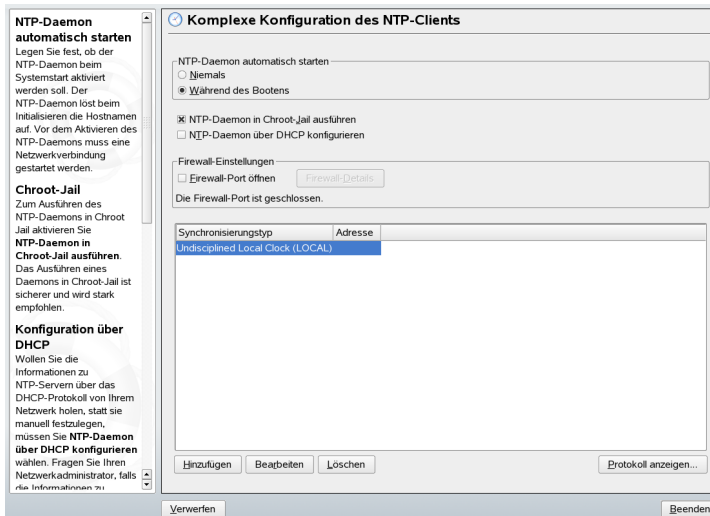 NTP-Daemon
automatisch starten
Legen Sie fest, ob der
NTP-Daemon beim
Systemstart aktiviert
werden soll. Der
NTP-Daemon löst beim
Initialisieren die Hostnamen
auf. Vor dem Aktivieren des
NTP-Daemons muss eine
Netzwerkverbindung
gestartet werden.
Chroot-Jail
Zum Ausführen des
NTP-Daemons in Chroot
Jail aktivieren Sie
NTP-Daemon in
Chroot-Jail ausführen.
Das Ausführen eines
Daemons in Chroot-Jail ist
sicherer und wird stark
empfohlen.
Konfiguration über
DHCP
Wollen Sie die
Informationen zu
NTP-Servern über das
DHCP-Protokoll von Ihrem
Netzwerk holen, statt sie
manuell festzulegen,
müssen Sie NTP-Daemon
über DHCP konfigurieren
wählen. Fragen Sie Ihren
Netzwerkadministrator, falls
die Informationen zu
Komplexe Konfiguration des NTP-Clients
NTP-Daemon automatisch starten
Niemals
Während des Bootens
NTP-Daemon in Chroot-Jail ausführen
NTP-Daemon über DHCP konfigurieren
Firewall-Einstellungen
Firewall-Port öffnen Firewall-Details
Die Firewall-Port ist geschlossen.
Synchronisierungstyp Adresse
Undisciplined Local Clock (LOCAL)
Hinzufügen Bearbeiten Löschen Protokoll anzeigen...
Verwerfen Beenden